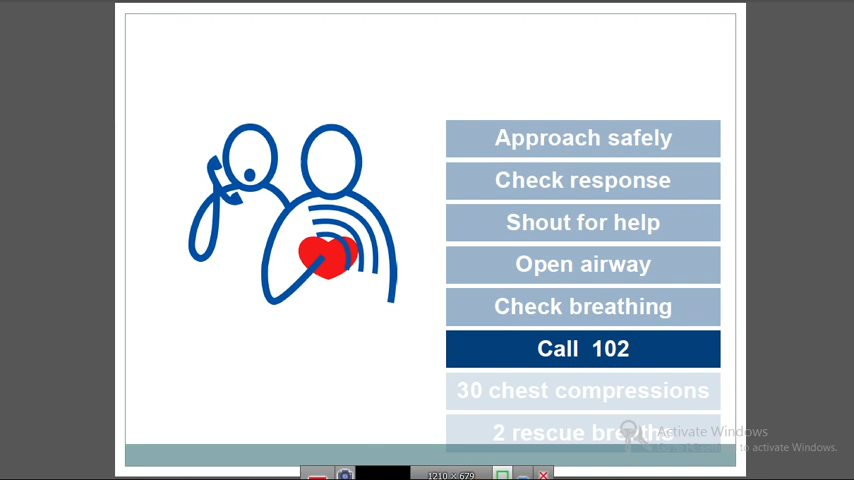 Approach safely
Check response
Shout for help
Open airway
Check breathing
Call 102
30 chest compressions
2 rescue breaths
Activate Windows
to activate Windows.
1210 × 679